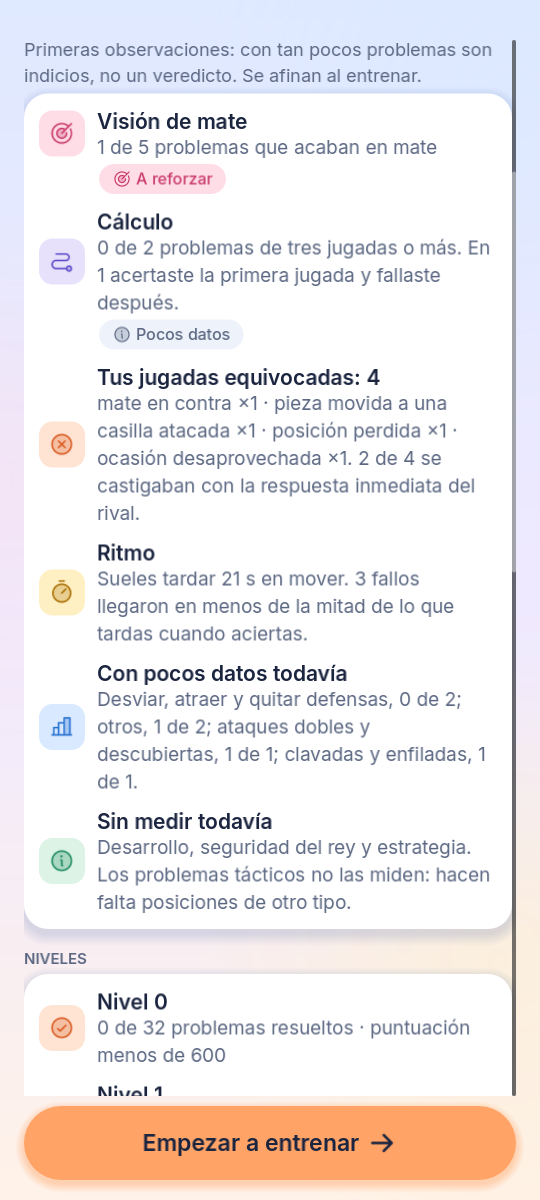 Primeras observaciones: con tan pocos problemas son
indicios, no un veredicto. Se afinan al entrenar.
Visión de mate
1 de 5 problemas que acaban en mate
A reforzar
Cálculo
0 de 2 problemas de tres jugadas o más. En
1 acertaste la primera jugada y fallaste
después.
Pocos datos
Tus jugadas equivocadas: 4
mate en contra ×1 · pieza movida a una
casilla atacada ×1 · posición perdida ×1 ·
ocasión desaprovechada ×1. 2 de 4 se
castigaban con la respuesta inmediata del
rival.
Ritmo
Sueles tardar 21 s en mover. 3 fallos
llegaron en menos de la mitad de lo que
tardas cuando aciertas.
Con pocos datos todavía
Desviar, atraer y quitar defensas, 0 de 2;
otros, 1 de 2; ataques dobles y
descubiertas, 1 de 1; clavadas y enfiladas, 1
de 1.
Sin medir todavía
Desarrollo, seguridad del rey y estrategia.
Los problemas tácticos no las miden: hacen
falta posiciones de otro tipo.
NIVELES
Nivel 0
0 de 32 problemas resueltos · puntuación
menos de 600
Nivel 1
Empezar a entrenar →